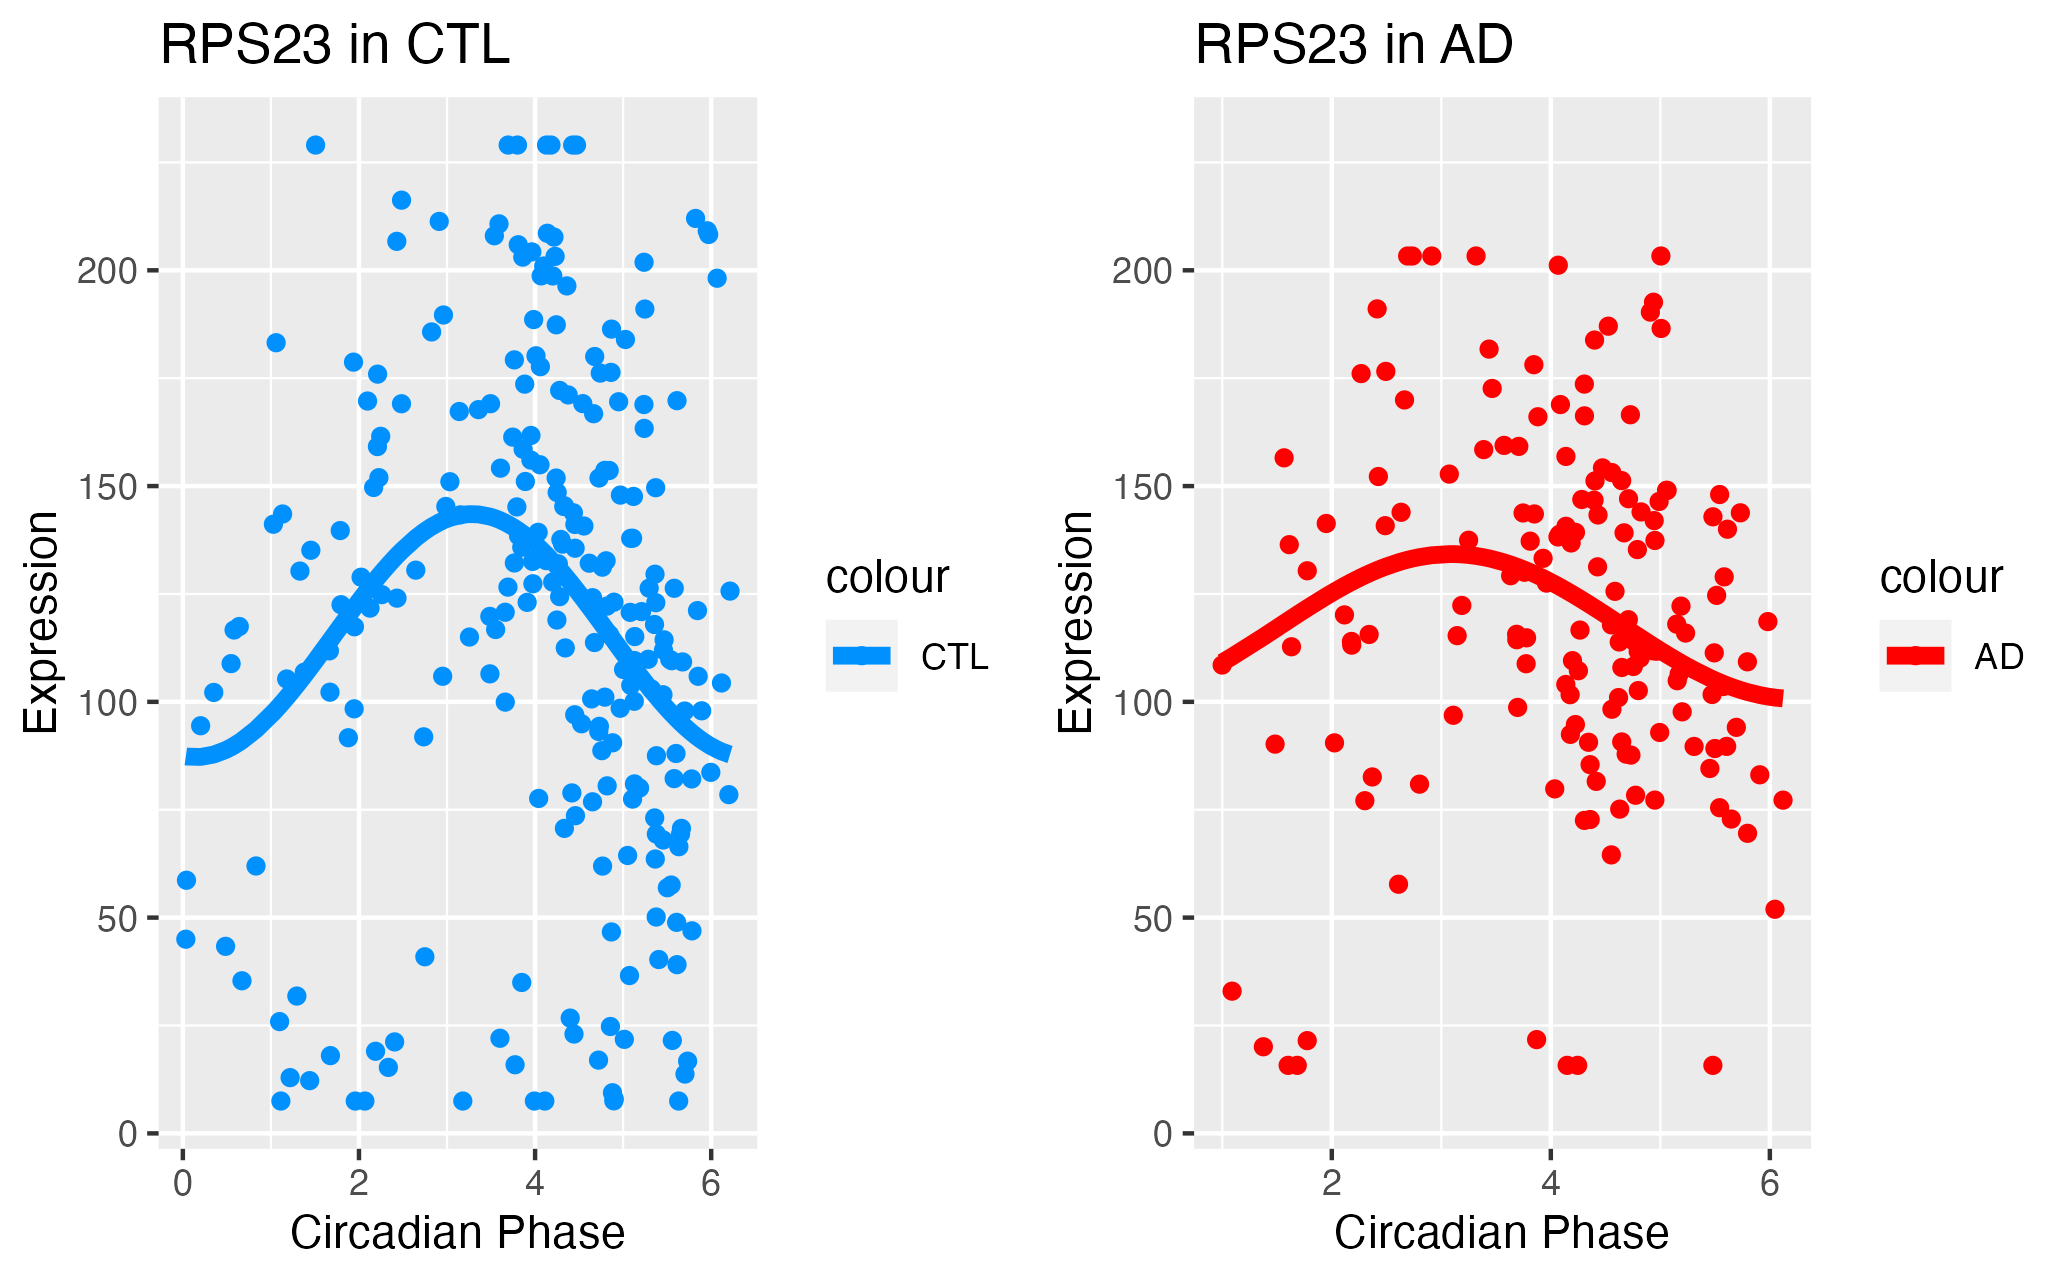 RPS23 in CTL
Expression
200
150
100
50
0
0 2 4 6
Circadian Phase
colour
CTL
RPS23 in AD
Expression
200
150
100
50
0
2 4 6
Circadian Phase
colour
AD